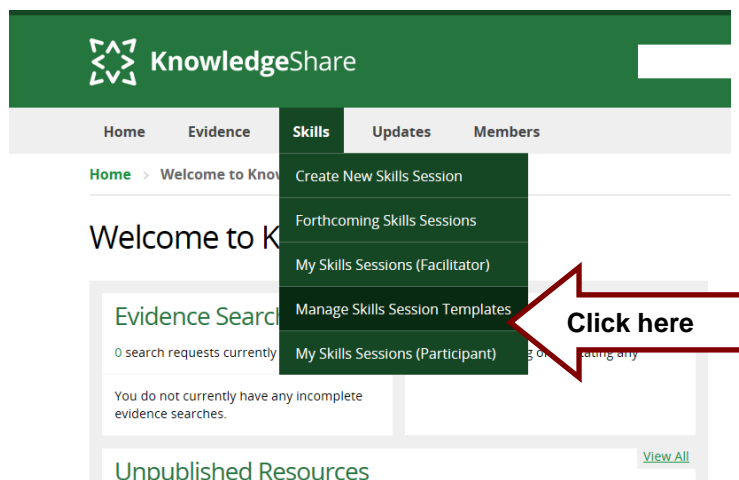 KnowledgeShare
Home Evidence Skills Updates Members
Home > Welcome to Know
Create New Skills Session
Forthcoming Skills Sessions
My Skills Sessions (Facilitator)
Manage Skills Session Templates
My Skills Sessions (Participant)
Welcome to K
Click here
Evidence Search
0 search requests currently
You do not currently have any incomplete
evidence searches.
any
View All
Unpublished Resources